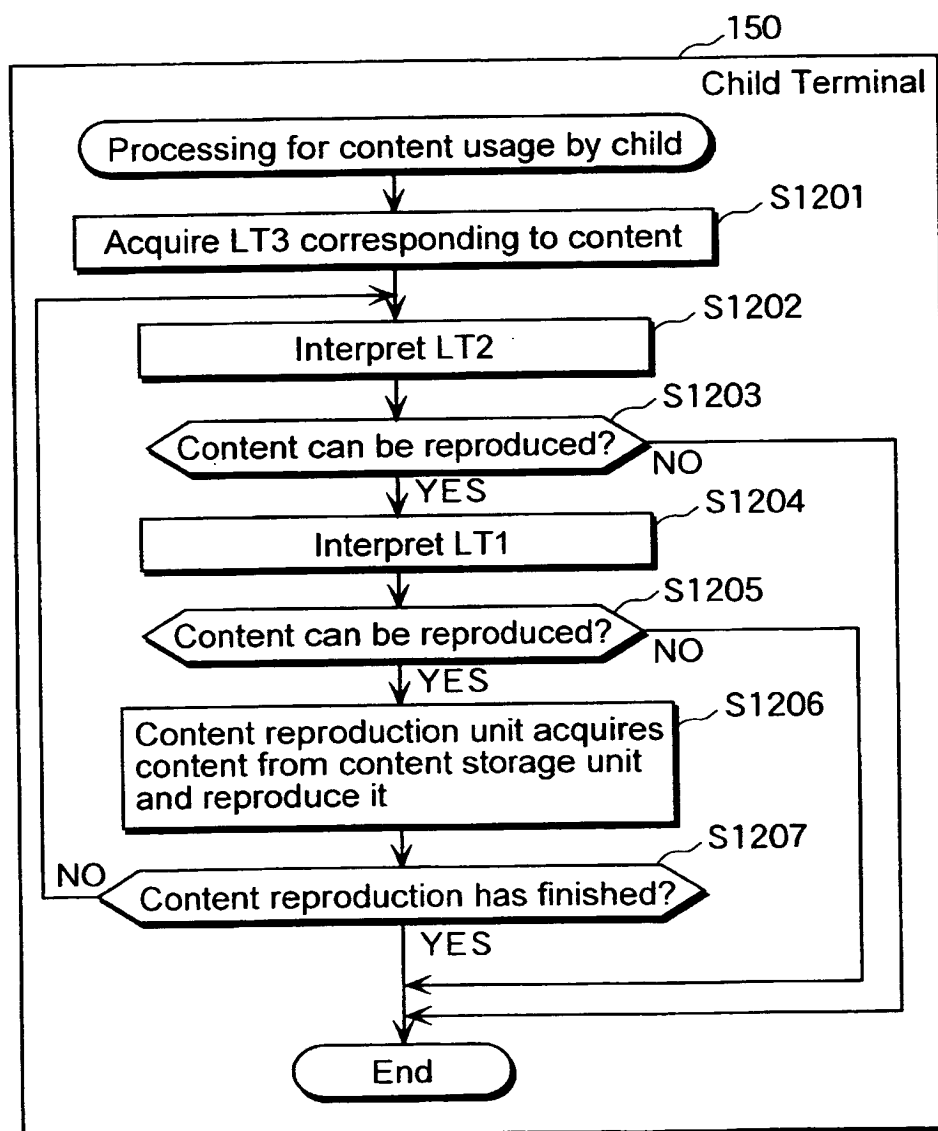 150
Child Terminal
Processing for content usage by child
S1201
Acquire LT3 corresponding to content
S1202
Interpret LT2
S1203
Content can be reproduced?
NO
YES
S1204
Interpret LT1
S1205
Content can be reproduced?
NO
YES
S1206
Content reproduction unit acquires
content from content storage unit
and reproduce it
S1207
NO
Content reproduction has finished?
YES
End